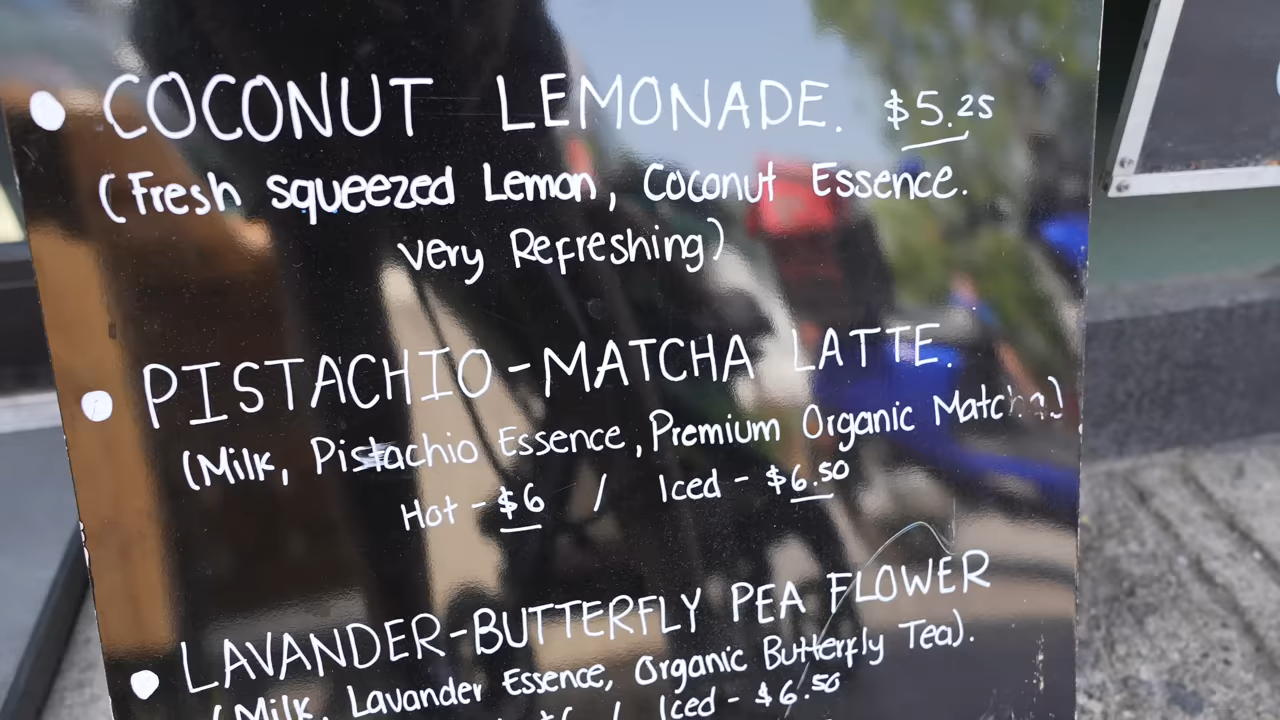 • COCONUT LEMONADE. $5.25
(Fresh squeezed Lemon, Coconut Essence.
very Refreshing)
• PISTACHIO-MATCHA LATTE.
(Milk, Pistachio Essence, Premium Organic Matcha)
Hot - $6 / Iced - $6.50
• LAVANDER-BUTTERFLY PEA FLOWER
(Milk, Lavander Essence, Organic Butterfly Tea).
/ Iced - $6.50